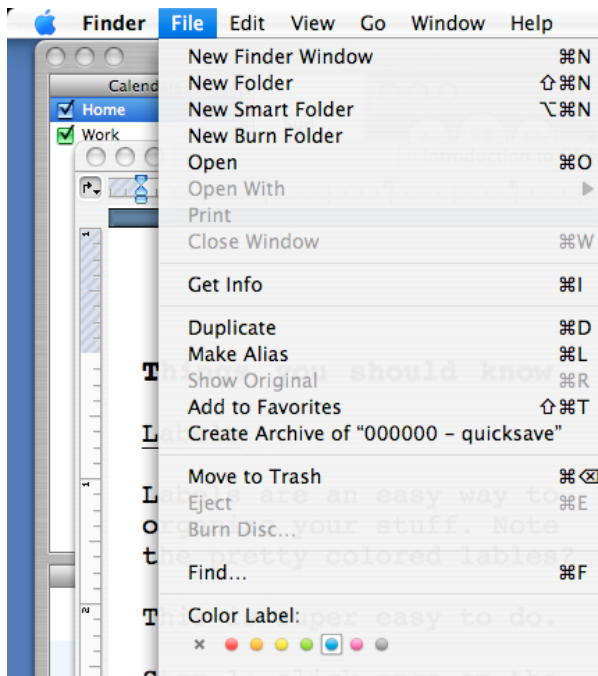 Finder File Edit View Go Window Help
Calend
Home
Work
New Finder Window ⌘N
New Folder ⇧⌘N
New Smart Folder ⌥⌘N
New Burn Folder
Open ⌘O
Open With
Print
Close Window ⌘W
Get Info ⌘I
Duplicate ⌘D
Make Alias ⌘L
Show Original ⌘R
Add to Favorites ⇧⌘T
Create Archive of “000000 – quicksave”
Move to Trash ⌘⌫
Eject ⌘E
Burn Disc...
Find... ⌘F
Color Label:
Things you should know
Labels
Labels are an easy way to
organize your stuff. Note
the pretty colored lables?
This is super easy to do.